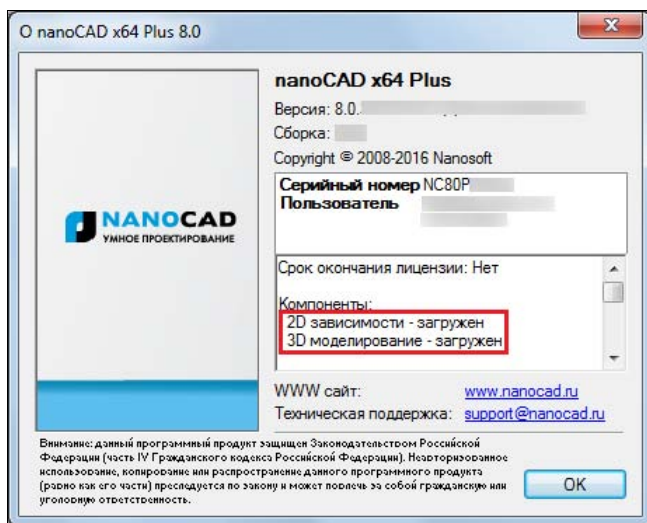 О nanoCAD x64 Plus 8.0
NANOCAD
УМНОЕ ПРОЕКТИРОВАНИЕ
nanoCAD x64 Plus
Версия: 8.0.
Сборка:
Copyright © 2008-2016 Nanosoft
Серийный номер NC80P
Пользователь
Срок окончания лицензии: Нет
Компоненты:
2D зависимости - загружен
3D моделирование - загружен
WWW сайт: www.nanocad.ru
Техническая поддержка: support@nanocad.ru
Внимание: данный программный продукт защищен Законодательством Российской
Федерации (часть IV Гражданского кодекса Российской Федерации). Неавторизованное
использование, копирование или распространение данного программного продукта
(равно как его части) преследуется по закону и может повлечь за собой гражданскую или
уголовную ответственность.
OK